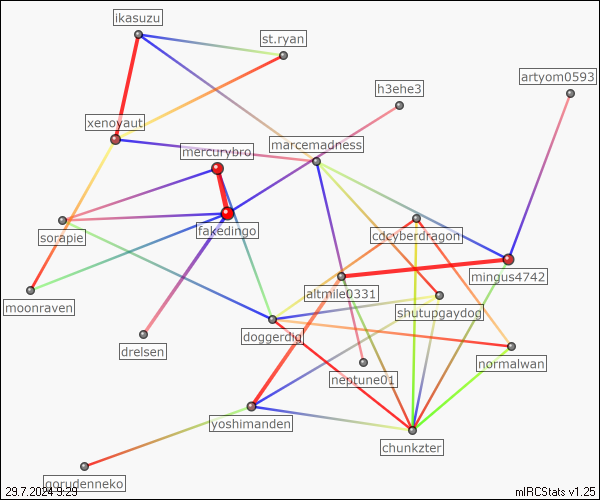 ikasuzu
st.ryan
artyom0593
h3ehe3
xenoyaut
marcemadness
mercurybro
fakedingo
sorapie
cdcyberdragon
mingus4742
moonraven
altmile0331
shutupgaydog
doggerdig
drelsen
normalwan
neptune01
yoshimanden
chunkzter
gorudenneko
29.7.2024 9:29
mIRCStats v1.25